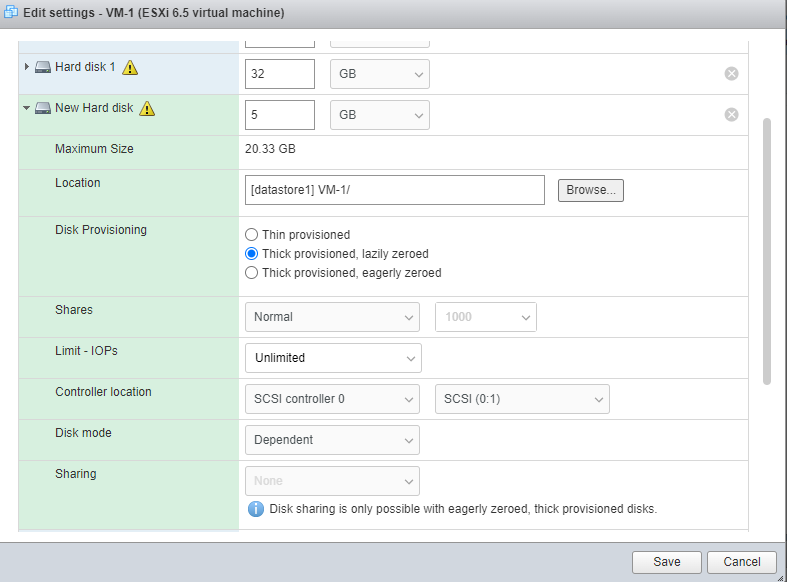 Edit settings - VM-1 (ESXi 6.5 virtual machine)
Hard disk 1 32 GB
New Hard disk 5 GB
Maximum Size 20.33 GB
Location [datastore1] VM-1/ Browse...
Disk Provisioning
Thin provisioned
Thick provisioned, lazily zeroed
Thick provisioned, eagerly zeroed
Shares Normal 1000
Limit - IOPs Unlimited
Controller location SCSI controller 0 SCSI (0:1)
Disk mode Dependent
Sharing None
Disk sharing is only possible with eagerly zeroed, thick provisioned disks.
Save Cancel